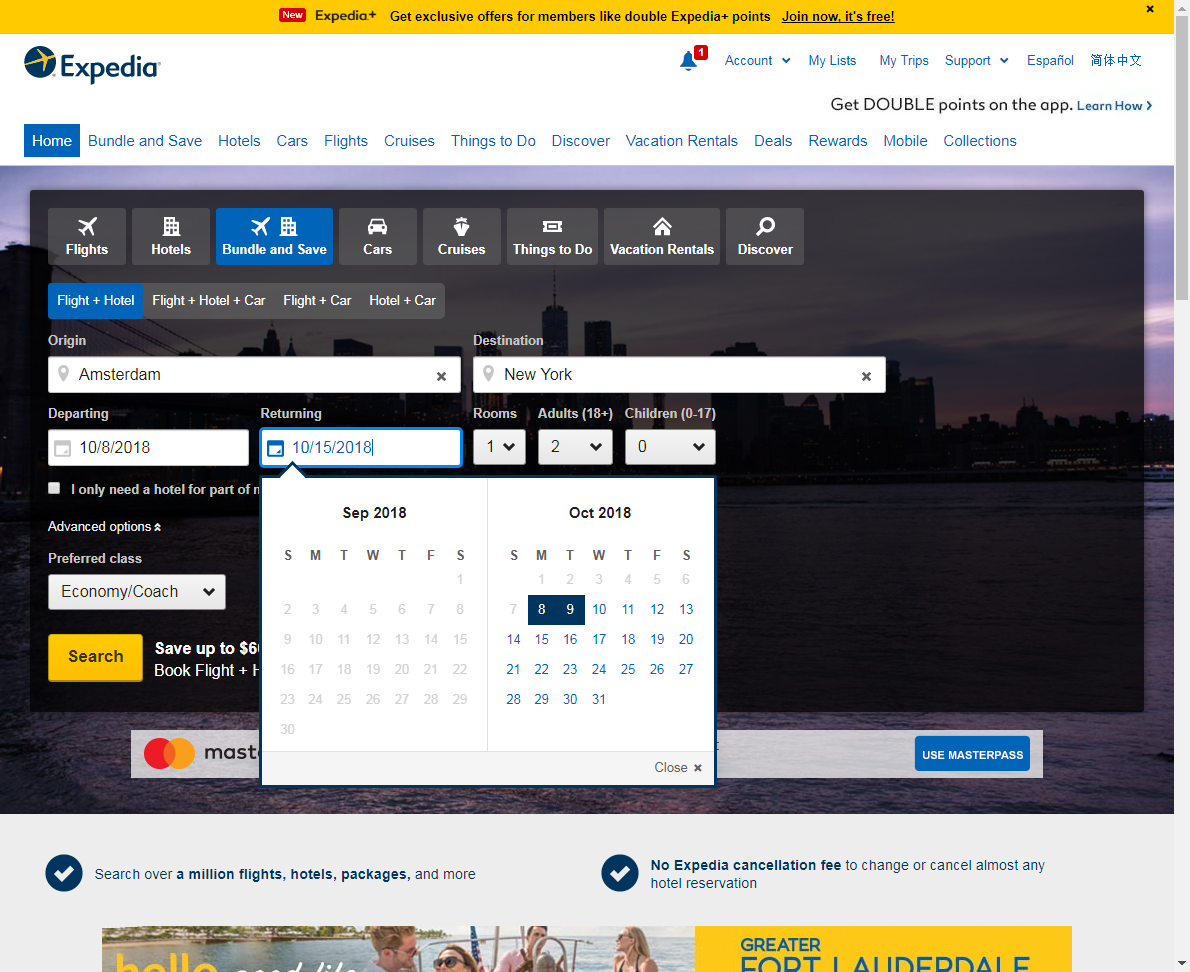 New Expedia+ Get exclusive offers for members like double Expedia+ points Join now, it's free!
Expedia
1 Account My Lists My Trips Support Español 简体中文
Get DOUBLE points on the app. Learn How
Home Bundle and Save Hotels Cars Flights Cruises Things to Do Discover Vacation Rentals Deals Rewards Mobile Collections
Flights Hotels Bundle and Save Cars Cruises Things to Do Vacation Rentals Discover
Flight + Hotel Flight + Hotel + Car Flight + Car Hotel + Car
Origin Destination
Amsterdam New York
Departing Returning Rooms Adults (18+) Children (0-17)
10/8/2018 10/15/2018 1 2 0
I only need a hotel for part of
Advanced options
Preferred class
Economy/Coach
Search
Save up to
Book Flight +
Sep 2018
S M T W T F S
1
2 3 4 5 6 7 8
9 10 11 12 13 14 15
16 17 18 19 20 21 22
23 24 25 26 27 28 29
30
Oct 2018
S M T W T F S
1 2 3 4 5 6
7 8 9 10 11 12 13
14 15 16 17 18 19 20
21 22 23 24 25 26 27
28 29 30 31
Close
USE MASTERPASS
Search over a million flights, hotels, packages, and more
No Expedia cancellation fee to change or cancel almost any
hotel reservation
hello good life
GREATER
FORT LAUDERDALE